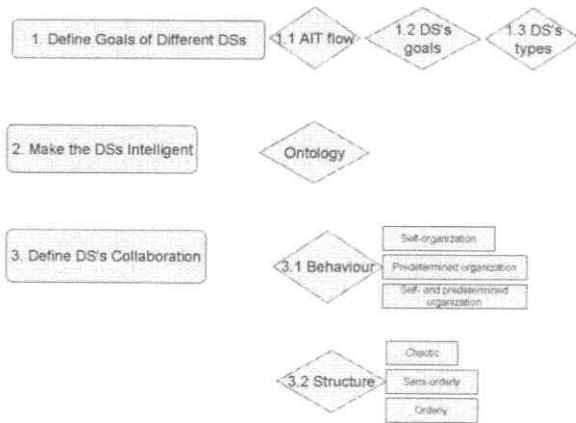 1. Define Goals of Different DSs
1.1 AIT flow
1.2 DS's
goals
1.3 DS's
types
2. Make the DSs Intelligent
Ontology
3. Define DS's Collaboration
3.1 Behaviour
Self-organization
Predetermined organization
Self- and predetermined
organization
3.2 Structure
Chaotic
Semi-orderly
Orderly